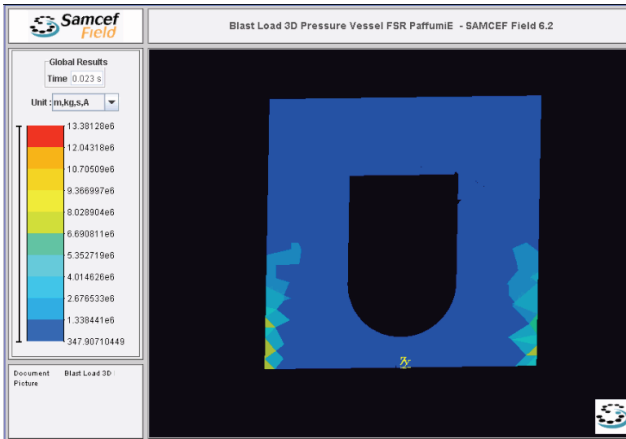 Samcef
Field
Blast Load 3D Pressure Vessel FSR PaffumiE - SAMCEF Field 6.2
Global Results
Time 0.023 s
Unit : m,kg,s,A
13.38128e6
12.04318e6
10.70509e6
9.366997e6
8.028904e6
6.690811e6
5.352719e6
4.014626e6
2.676533e6
1.338441e6
347.90710449
Document Blast Load 3D
Picture